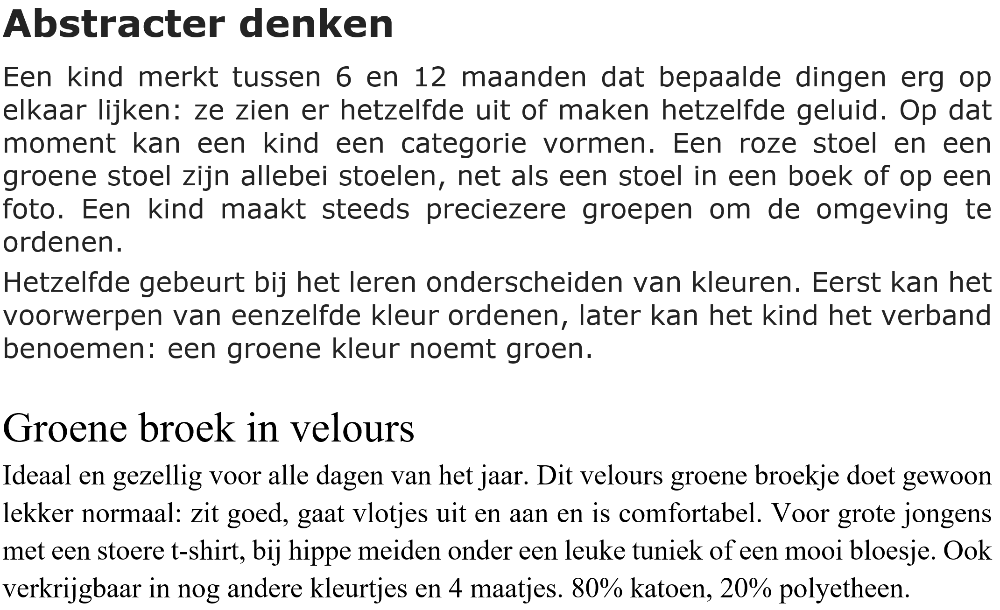 Abstracter denken
Een kind merkt tussen 6 en 12 maanden dat bepaalde dingen erg op
elkaar lijken: ze zien er hetzelfde uit of maken hetzelfde geluid. Op dat
moment kan een kind een categorie vormen. Een roze stoel en een
groene stoel zijn allebei stoelen, net als een stoel in een boek of op een
foto. Een kind maakt steeds preciezere groepen om de omgeving te
ordenen.
Hetzelfde gebeurt bij het leren onderscheiden van kleuren. Eerst kan het
voorwerpen van eenzelfde kleur ordenen, later kan het kind het verband
benoemen: een groene kleur noemt groen.
Groene broek in velours
Ideaal en gezellig voor alle dagen van het jaar. Dit velours groene broekje doet gewoon
lekker normaal: zit goed, gaat vlotjes uit en aan en is comfortabel. Voor grote jongens
met een stoere t-shirt, bij hippe meiden onder een leuke tuniek of een mooi bloesje. Ook
verkrijgbaar in nog andere kleurtjes en 4 maatjes. 80% katoen, 20% polyetheen.